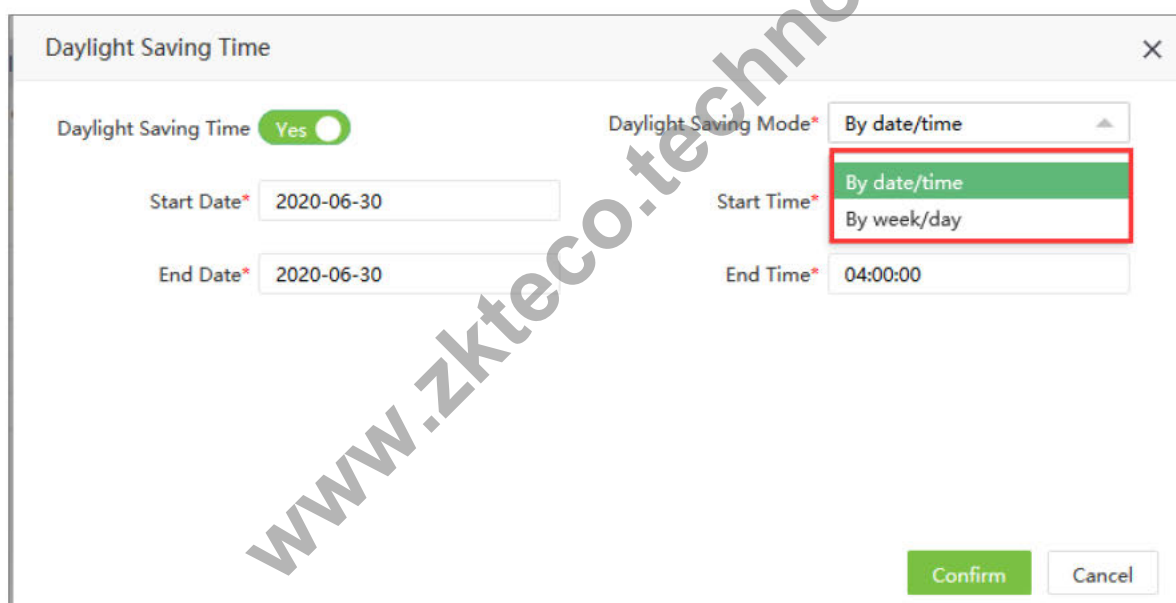 Daylight Saving Time
Daylight Saving Time Yes Daylight Saving Mode* By date/time
By date/time
Start Date* 2020-06-30 Start Time*
By week/day
End Date* 2020-06-30 End Time* 04:00:00
Confirm Cancel
www.zkteco.techno